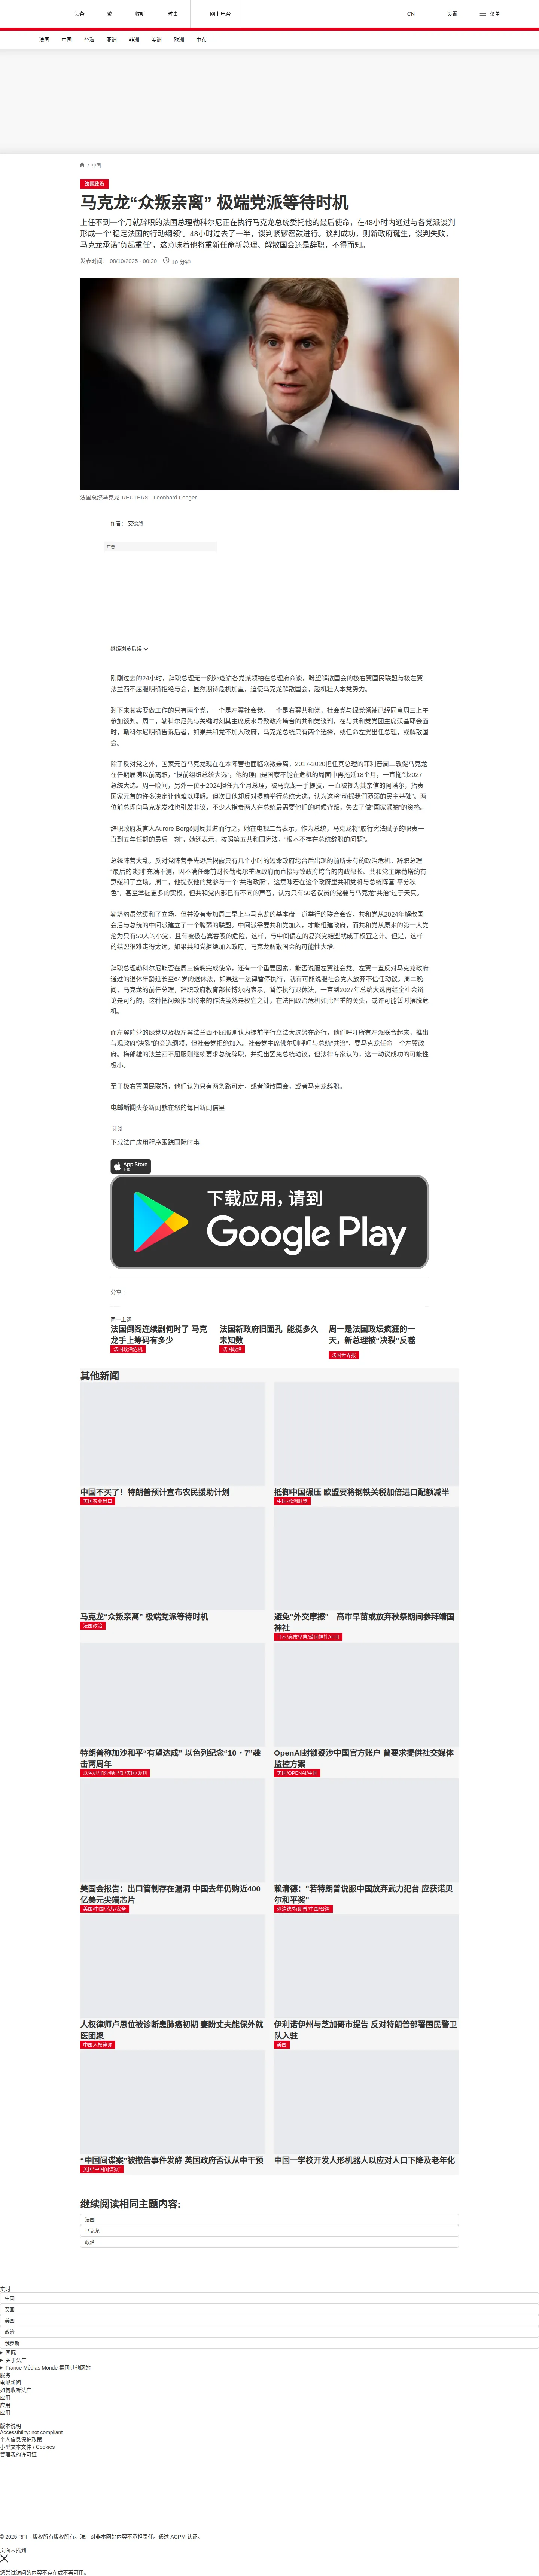 头条
繁
收听
时事
网上电台
CN
设置
菜单
法国
中国
台海
亚洲
非洲
美洲
欧洲
中东
/ 法国
法国政治
马克龙“众叛亲离” 极端党派等待时机
上任不到一个月就辞职的法国总理勒科尔尼正在执行马克龙总统委托他的最后使命，在48小时内通过与各党派谈判
形成一个“稳定法国的行动纲领”。48小时过去了一半，谈判紧锣密鼓进行。谈判成功，则新政府诞生，谈判失败，
马克龙承诺“负起重任”，这意味着他将重新任命新总理、解散国会还是辞职，不得而知。
发表时间： 08/10/2025 - 00:20
10 分钟
法国总统马克龙 REUTERS - Leonhard Foeger
作者： 安德烈
广告
继续浏览后续
刚刚过去的24小时，辞职总理无一例外邀请各党派领袖在总理府商谈，盼望解散国会的极右翼国民联盟与极左翼
法兰西不屈服明确拒绝与会，显然期待危机加重，迫使马克龙解散国会，趁机壮大本党势力。
剩下来其实要做工作的只有两个党，一个是左翼社会党，一个是右翼共和党。社会党与绿党领袖已经同意周三上午
参加谈判。周二，勒科尔尼先与关键时刻其主席反水导致政府垮台的共和党谈判，在与共和党党团主席沃基耶会面
时，勒科尔尼明确告诉后者，如果共和党不加入政府，马克龙总统只有两个选择，或任命左翼出任总理，或解散国
会。
除了反对党之外，国家元首马克龙现在在本阵营也面临众叛亲离，2017-2020担任其总理的菲利普周二敦促马克龙
在任期届满以前离职，“提前组织总统大选”，他的理由是国家不能在危机的局面中再拖延18个月，一直拖到2027
总统大选。周一晚间，另外一位于2024担任九个月总理，被马克龙一手提拔，一直被视为其亲信的阿塔尔，指责
国家元首的许多决定让他难以理解。但次日他却反对提前举行总统大选，认为这将“动摇我们薄弱的民主基础”。两
位前总理向马克龙发难也引发非议，不少人指责两人在总统最需要他们的时候背叛，失去了做“国家领袖”的资格。
辞职政府发言人Aurore Bergé则反其道而行之，她在电视二台表示，作为总统，马克龙将“履行宪法赋予的职责一
直到五年任期的最后一刻”，她还表示，按照第五共和国宪法，“根本不存在总统辞职的问题”。
总统阵营大乱，反对党阵营争先恐后揭露只有几个小时的短命政府垮台后出现的前所未有的政治危机。辞职总理
“最后的谈判”充满不测，因不满任命前财长勒梅尔重返政府而直接导致政府垮台的内政部长、共和党主席勒塔约有
意缓和了立场。周二，他提议他的党参与一个“共治政府”，这意味着在这个政府里共和党将与总统阵营“平分秋
色”，甚至掌握更多的实权，但共和党内部已有不同的声音，认为只有50名议员的党要与马克龙“共治”过于天真。
勒塔约虽然缓和了立场，但并没有参加周二早上与马克龙的基本盘一道举行的联合会议，共和党从2024年解散国
会后与总统的中间派建立了一个脆弱的联盟。中间派需要共和党加入，才能组建政府，而共和党从原来的第一大党
沦为只有50人的小党，且有被极右翼吞吸的危险，这样，与中间偏左的复兴党结盟就成了权宜之计。但是，这样
的结盟很难走得太远，如果共和党拒绝加入政府，马克龙解散国会的可能性大增。
辞职总理勒科尔尼能否在周三傍晚完成使命，还有一个重要因素，能否说服左翼社会党。左翼一直反对马克龙政府
通过的退休年龄延长至64岁的退休法，如果这一法律暂停执行，就有可能说服社会党人放弃不信任动议。周二晚
间，马克龙的前任总理，辞职政府教育部长博尔内表示，暂停执行退休法，一直到2027年总统大选再经全社会辩
论是可行的，这种把问题推到将来的作法虽然是权宜之计，在法国政治危机如此严重的关头，或许可能暂时摆脱危
机。
而左翼阵营的绿党以及极左翼法兰西不屈服则认为提前举行立法大选势在必行，他们呼吁所有左派联合起来，推出
与现政府“决裂”的竞选纲领，但社会党拒绝加入。社会党主席佛尔则呼吁与总统“共治”，要马克龙任命一个左翼政
府。梅朗雄的法兰西不屈服则继续要求总统辞职，并提出罢免总统动议，但法律专家认为，这一动议成功的可能性
极小。
至于极右翼国民联盟，他们认为只有两条路可走，或者解散国会，或者马克龙辞职。
电邮新闻头条新闻就在您的每日新闻信里
订阅
下载法广应用程序跟踪国际时事
App Store
下载应用，请到
Google Play
分享 :
同一主题
法国倒阁连续剧何时了 马克
龙手上筹码有多少
法国政治危机
法国新政府旧面孔 能挺多久
未知数
法国政治
周一是法国政坛疯狂的一
天，新总理被“决裂”反噬
法国世界报
其他新闻
中国不买了！特朗普预计宣布农民援助计划
美国农业出口
抵御中国碾压 欧盟要将钢铁关税加倍进口配额减半
中国-欧洲联盟
马克龙“众叛亲离” 极端党派等待时机
法国政治
避免“外交摩擦” 高市早苗或放弃秋祭期间参拜靖国
神社
日本/高市早苗/靖国神社/中国
特朗普称加沙和平“有望达成” 以色列纪念“10・7”袭
击两周年
以色列/加沙/哈马斯/美国/谈判
OpenAI封锁疑涉中国官方账户 曾要求提供社交媒体
监控方案
美国/OPENAI/中国
美国会报告：出口管制存在漏洞 中国去年仍购近400
亿美元尖端芯片
美国/中国/芯片/安全
赖清德：“若特朗普说服中国放弃武力犯台 应获诺贝
尔和平奖”
赖清德/特朗普/中国/台湾
人权律师卢思位被诊断患肺癌初期 妻盼丈夫能保外就
医团聚
中国人权律师
伊利诺伊州与芝加哥市提告 反对特朗普部署国民警卫
队入驻
美国
“中国间谍案”被撤告事件发酵 英国政府否认从中干预
英国“中国间谍案”
中国一学校开发人形机器人以应对人口下降及老年化
继续阅读相同主题内容:
法国
马克龙
政治
实时
中国
英国
美国
政治
俄罗斯
国际
关于法广
France Médias Monde 集团其他网站
服务
电邮新闻
如何收听法广
应用
应用
应用
版本说明
Accessibility: not compliant
个人信息保护政策
小型文本文件 / Cookies
管理我的许可证
© 2025 RFI – 版权所有版权所有。法广对非本网站内容不承担责任。通过 ACPM 认证。
页面未找到
您尝试访问的内容不存在或不再可用。